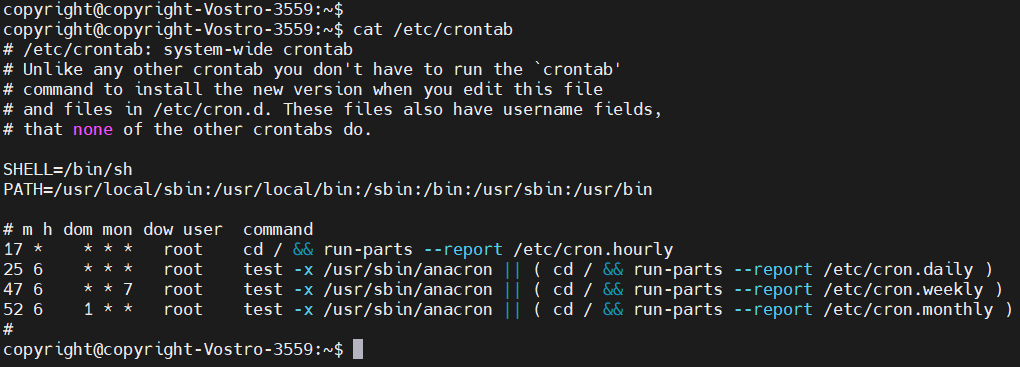 copyright@copyright-Vostro-3559:~$
copyright@copyright-Vostro-3559:~$ cat /etc/crontab
# /etc/crontab: system-wide crontab
# Unlike any other crontab you don't have to run the `crontab'
# command to install the new version when you edit this file
# and files in /etc/cron.d. These files also have username fields,
# that none of the other crontabs do.

SHELL=/bin/sh
PATH=/usr/local/sbin:/usr/local/bin:/sbin:/bin:/usr/sbin:/usr/bin

# m h dom mon dow user  command
17 *    * * *   root    cd / && run-parts --report /etc/cron.hourly
25 6    * * *   root    test -x /usr/sbin/anacron || ( cd / && run-parts --report /etc/cron.daily )
47 6    * * 7   root    test -x /usr/sbin/anacron || ( cd / && run-parts --report /etc/cron.weekly )
52 6    1 * *   root    test -x /usr/sbin/anacron || ( cd / && run-parts --report /etc/cron.monthly )
#
copyright@copyright-Vostro-3559:~$